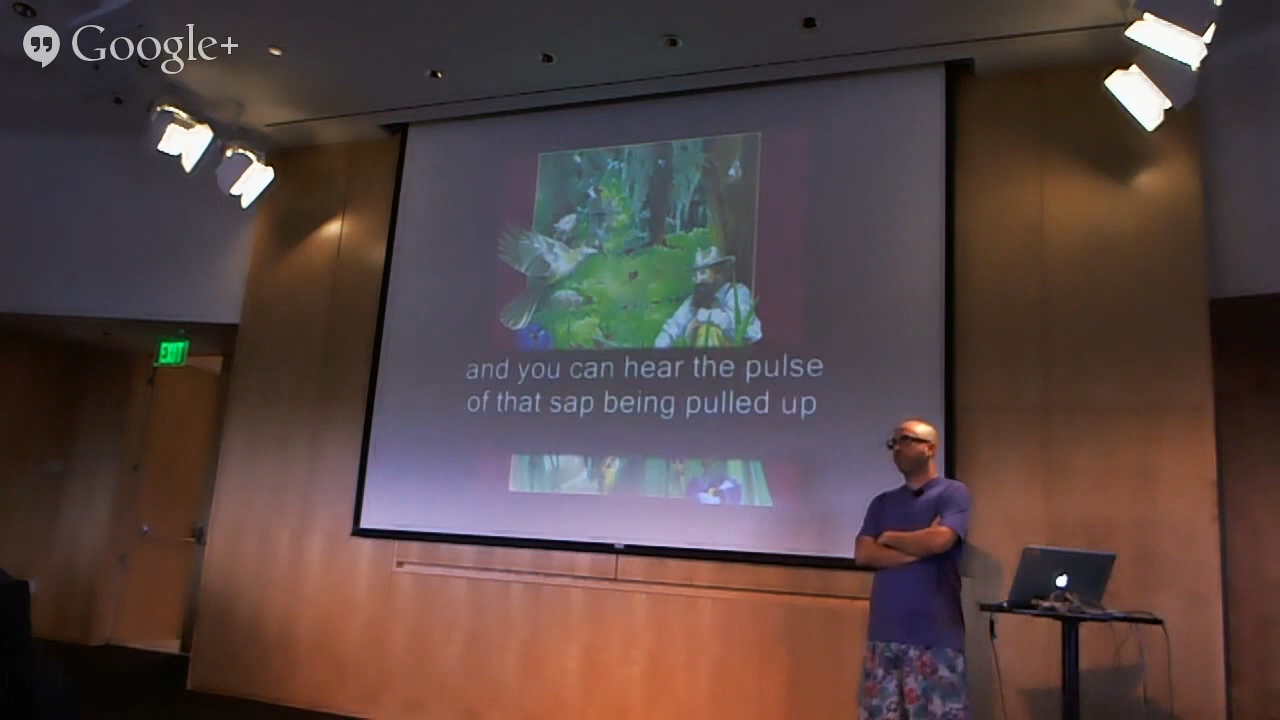 Google+
EXIT
and you can hear the pulse
of that sap being pulled up